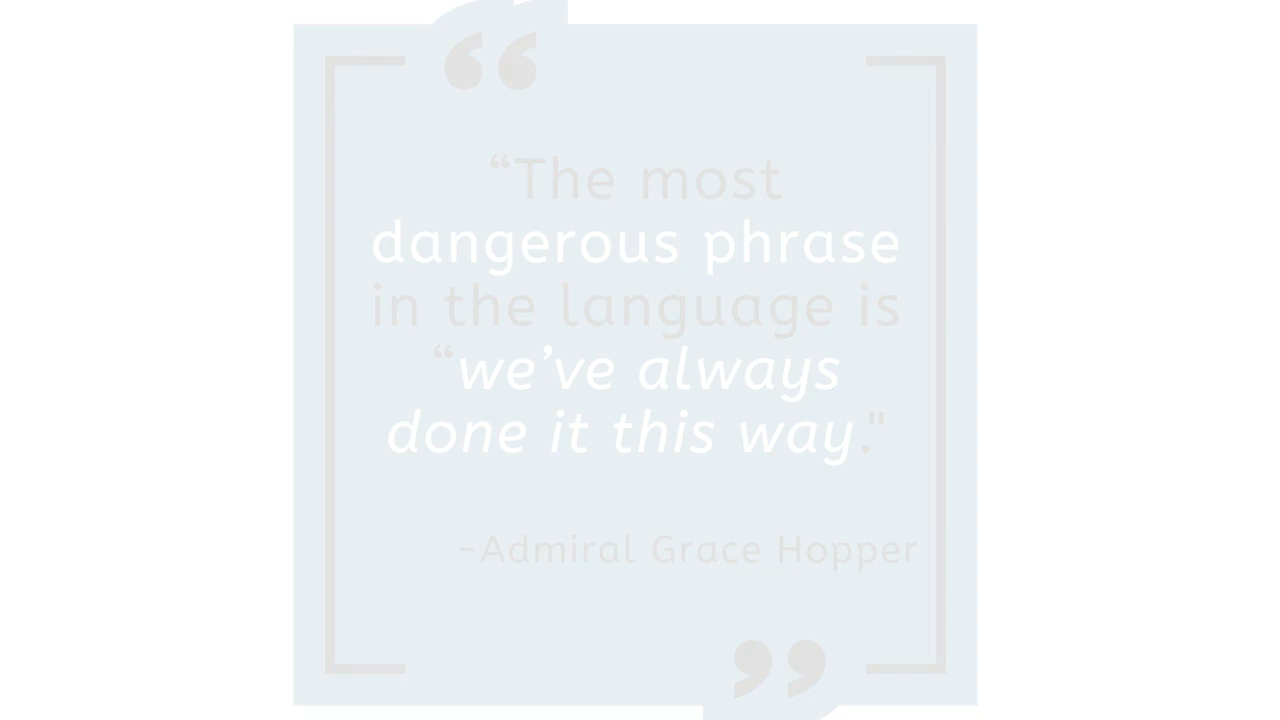 “The most
dangerous phrase
in the language is
“we’ve always
done it this way."
-Admiral Grace Hopper